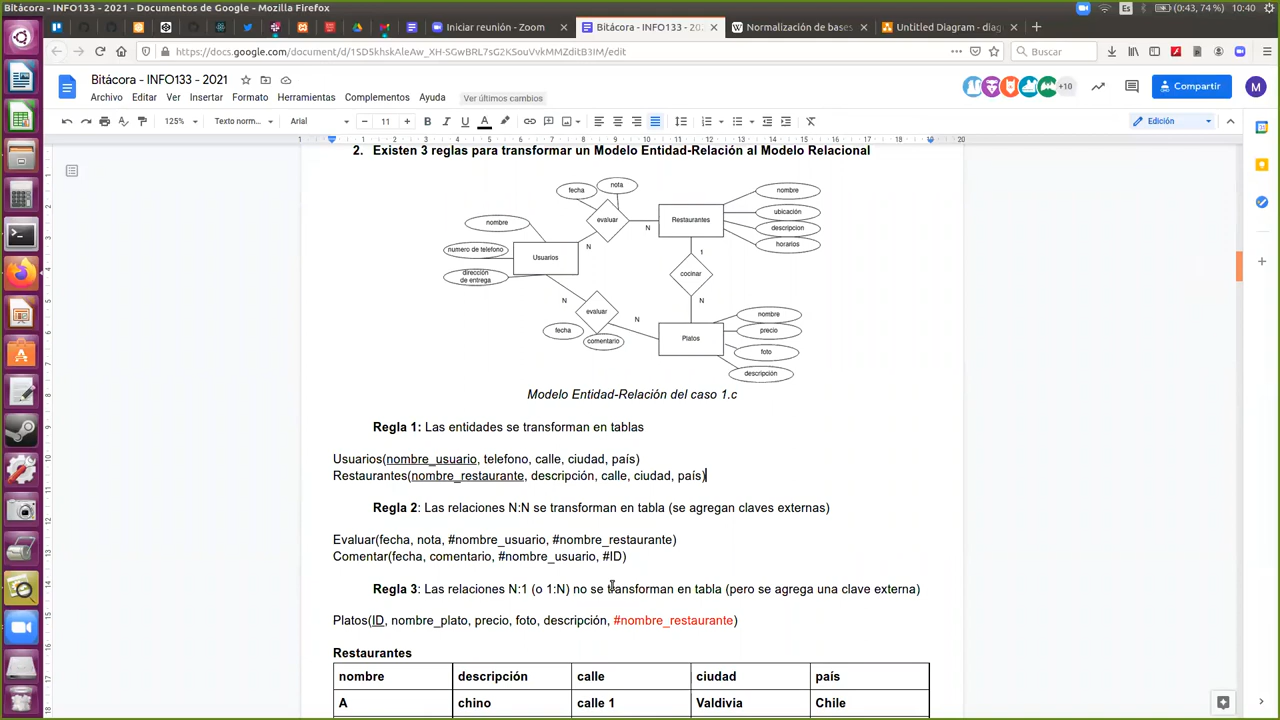 Bitácora - INFO133 - 2021 - Documentos de Google - Mozilla Firefox
Es
(0:43, 74 %)
10:40
Iniciar reunión - Zoom
Bitácora - INFO133 - 20
Normalización de bases
Untitled Diagram - diag
https://docs.google.com/document/d/1SD5khskAleAw_XH-SGwBRL7sG2KSouVvkMMZditB3IM/edit
Buscar
Bitácora - INFO133 - 2021
Archivo Editar Ver Insertar Formato Herramientas Complementos Ayuda
Ver últimos cambios
+10
Compartir
M
125%
Texto norm...
Arial
11
Edición
2. Existen 3 reglas para transformar un Modelo Entidad-Relación al Modelo Relacional
fecha
nota
nombre
evaluar
Restaurantes
ubicación
nombre
N
descripcion
horarios
N
numero de telefono
Usuarios
1
dirección
de entrega
cocinar
N
N
evaluar
N
nombre
fecha
precio
comentario
Platos
foto
descripción
Modelo Entidad-Relación del caso 1.c
Regla 1: Las entidades se transforman en tablas
Usuarios(nombre_usuario, telefono, calle, ciudad, país)
Restaurantes(nombre_restaurante, descripción, calle, ciudad, país)
Regla 2: Las relaciones N:N se transforman en tabla (se agregan claves externas)
Evaluar(fecha, nota, #nombre_usuario, #nombre_restaurante)
Comentar(fecha, comentario, #nombre_usuario, #ID)
Regla 3: Las relaciones N:1 (o 1:N) no se transforman en tabla (pero se agrega una clave externa)
Platos(ID, nombre_plato, precio, foto, descripción, #nombre_restaurante)
Restaurantes
nombre descripción calle ciudad país
A chino calle 1 Valdivia Chile